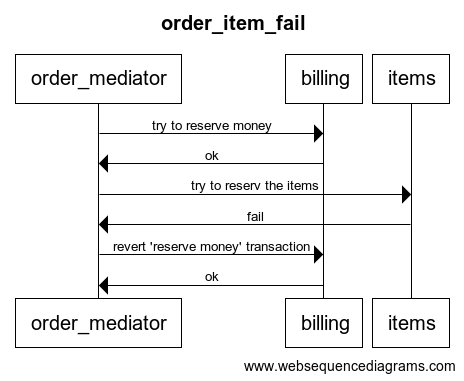 order_item_fail
order_mediator billing items
try to reserve money
ok
try to reserv the items
fail
revert 'reserve money' transaction
ok
order_mediator billing items
www.websequencediagrams.com